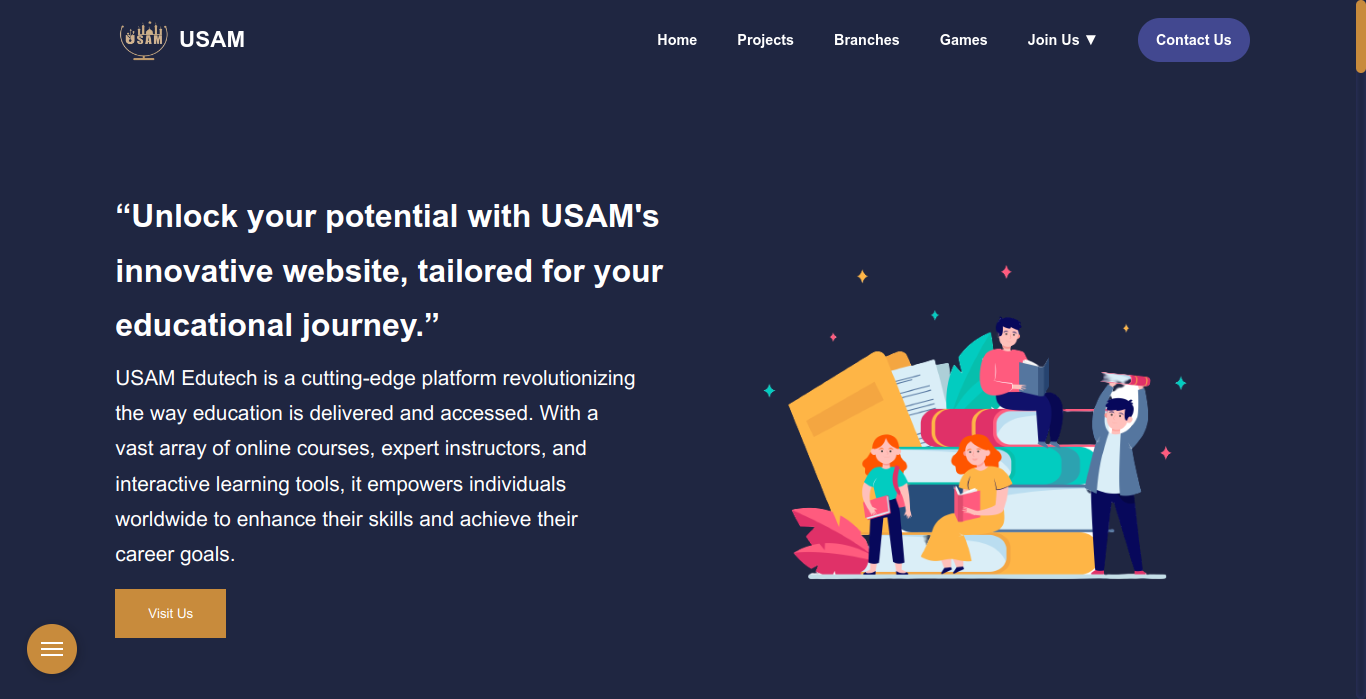 USAM
USAM
Home Projects Branches Games Join Us ▼ Contact Us
“Unlock your potential with USAM's
innovative website, tailored for your
educational journey.”
USAM Edutech is a cutting-edge platform revolutionizing
the way education is delivered and accessed. With a
vast array of online courses, expert instructors, and
interactive learning tools, it empowers individuals
worldwide to enhance their skills and achieve their
career goals.
Visit Us